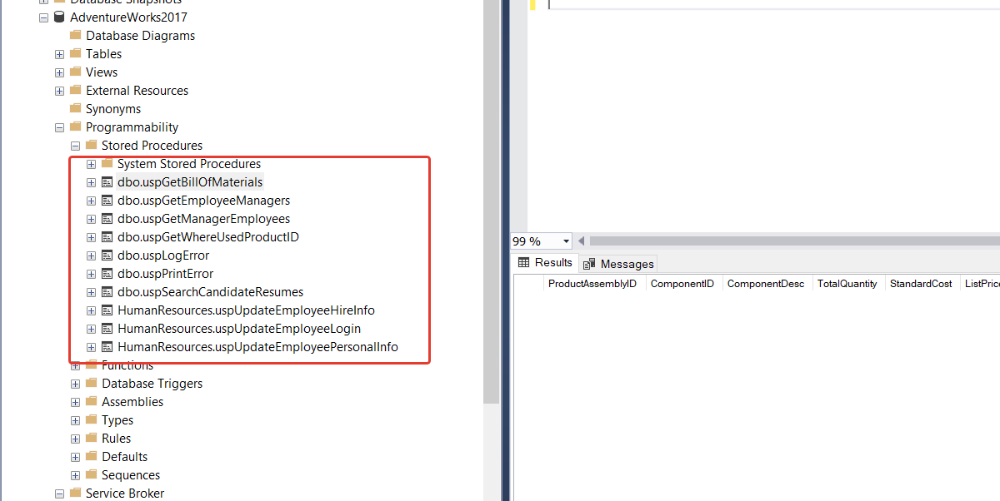 Database Snapshots
AdventureWorks2017
Database Diagrams
Tables
Views
External Resources
Synonyms
Programmability
Stored Procedures
System Stored Procedures
dbo.uspGetBillOfMaterials
dbo.uspGetEmployeeManagers
dbo.uspGetManagerEmployees
dbo.uspGetWhereUsedProductID
dbo.uspLogError
dbo.uspPrintError
dbo.uspSearchCandidateResumes
HumanResources.uspUpdateEmployeeHireInfo
HumanResources.uspUpdateEmployeeLogin
HumanResources.uspUpdateEmployeePersonalInfo
Functions
Database Triggers
Assemblies
Types
Rules
Defaults
Sequences
Service Broker
99 %
Results Messages
ProductAssemblyID ComponentID ComponentDesc TotalQuantity StandardCost ListPric